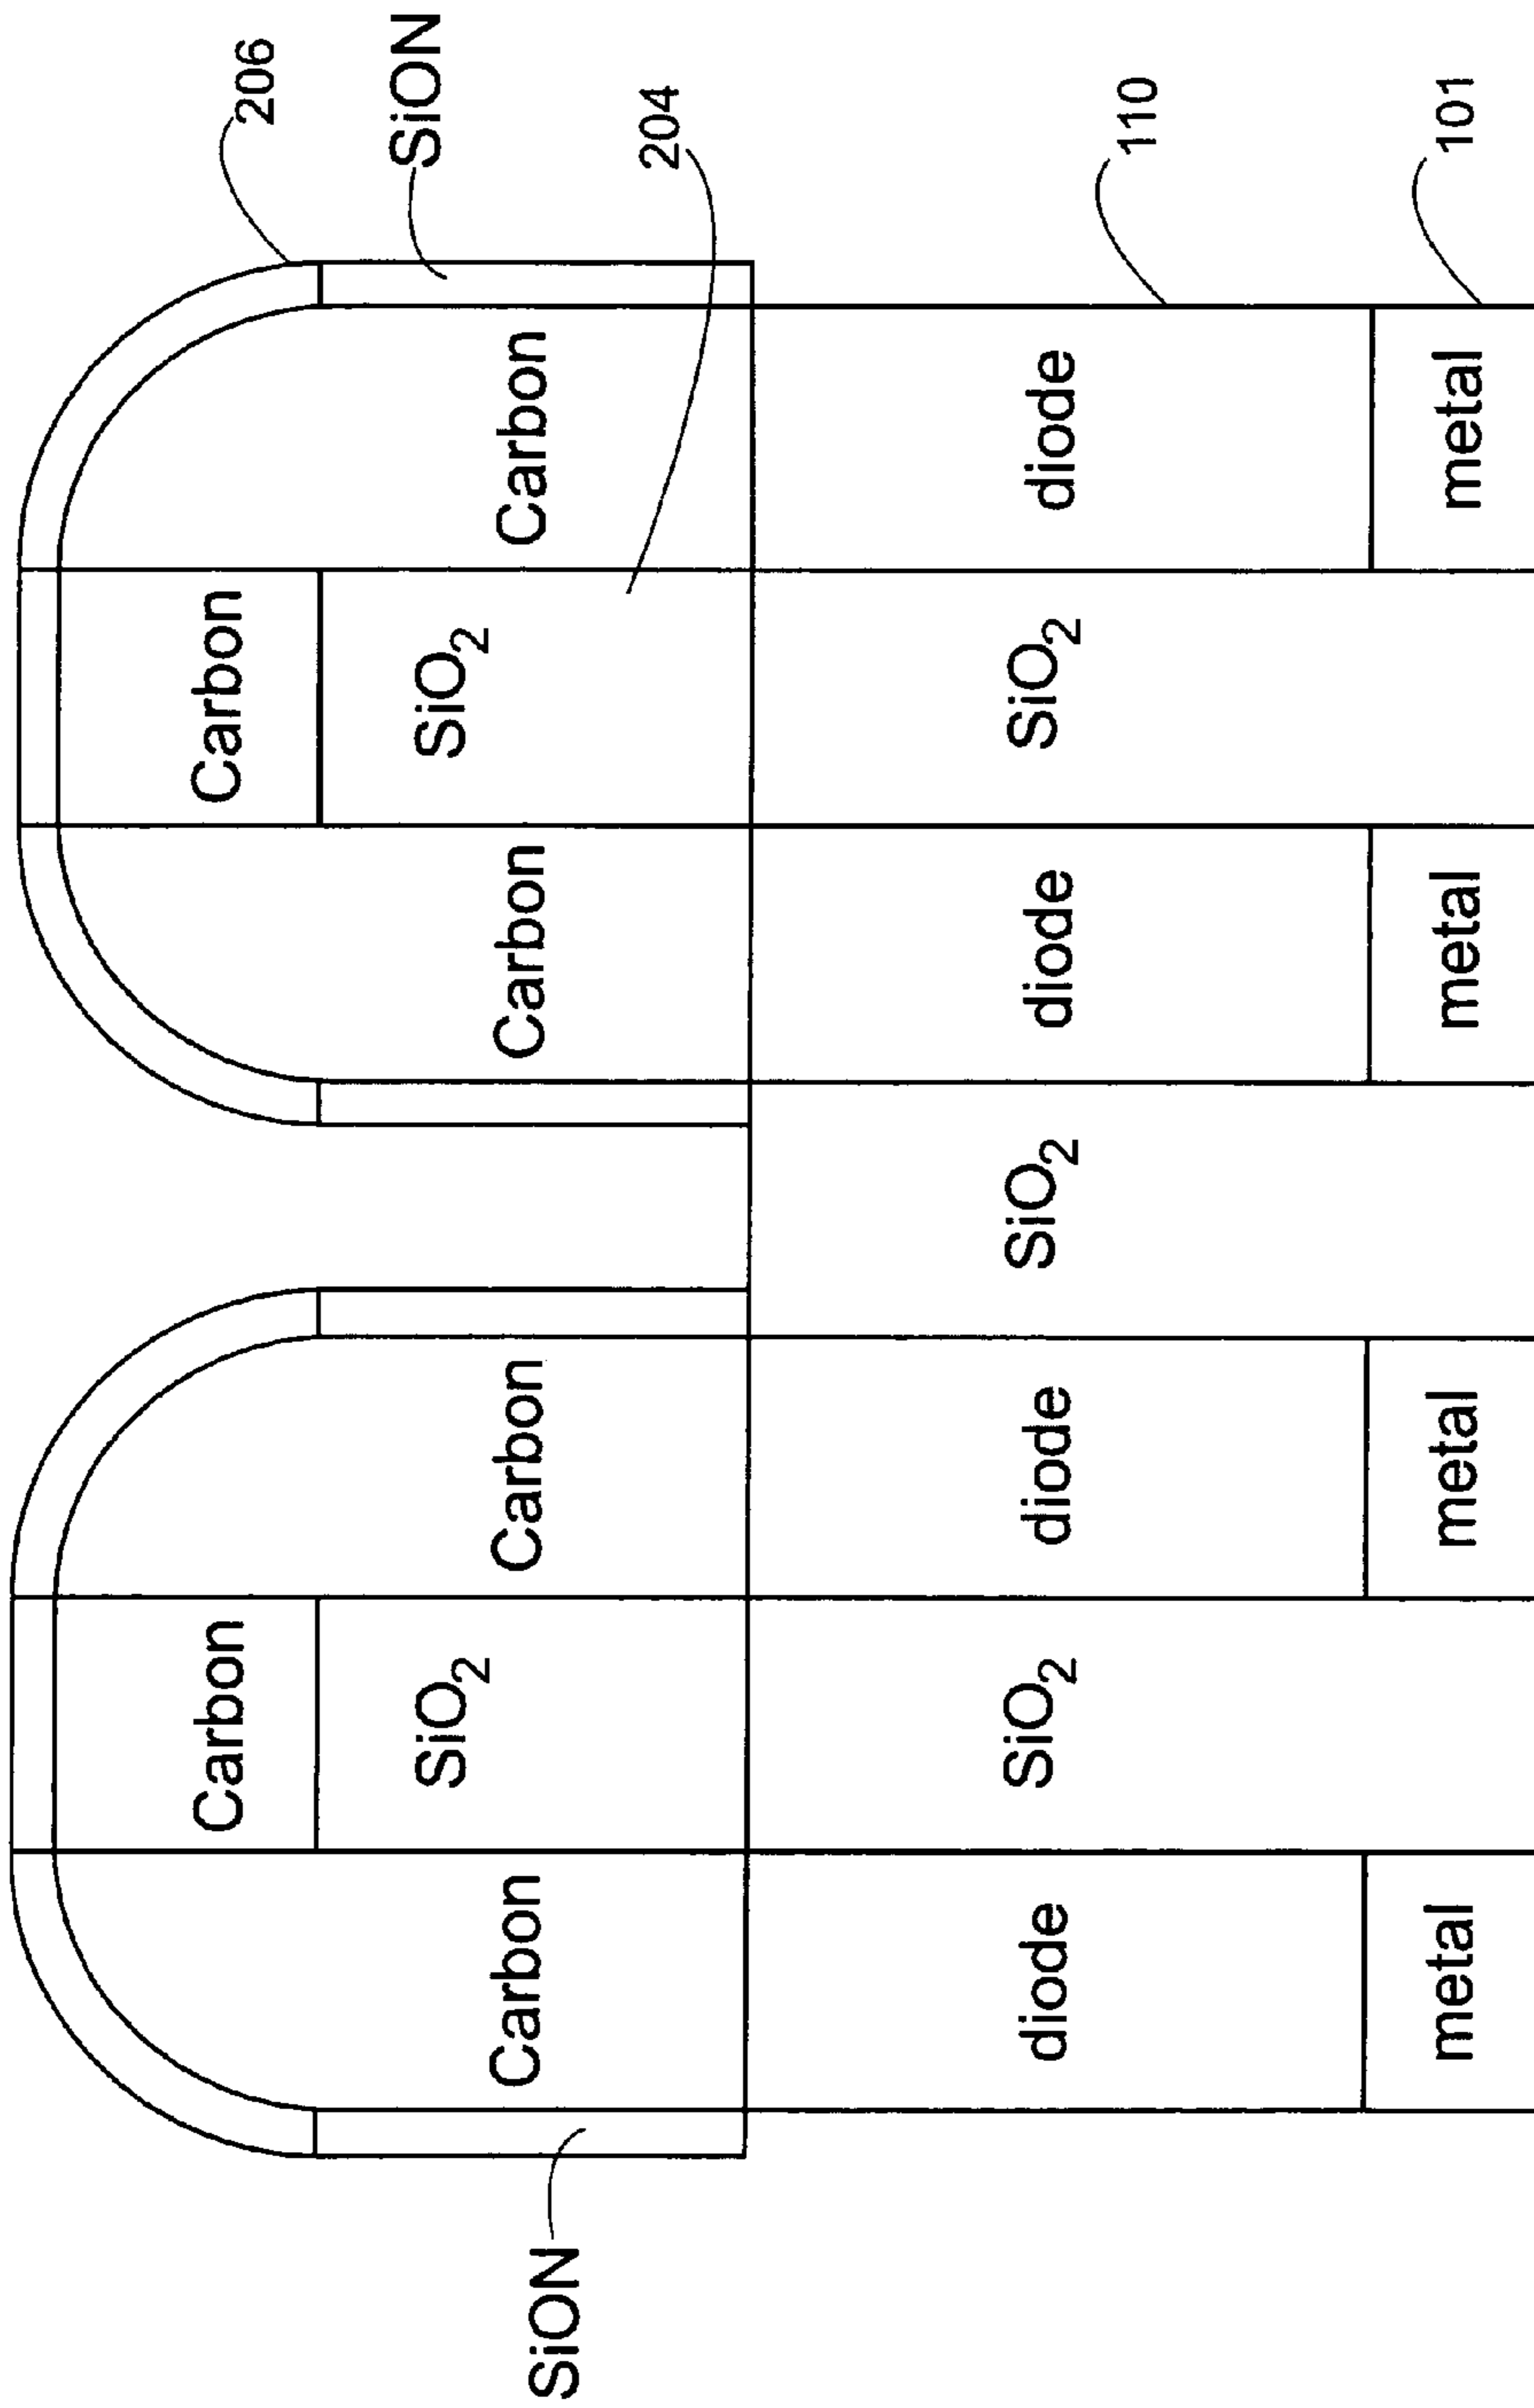 Carbon
Carbon
206
SiO₂
SiO₂
SiON
SiON
Carbon
Carbon
Carbon
Carbon
204
diode
SiO₂
diode
SiO₂
diode
SiO₂
diode
110
metal
metal
metal
metal
101